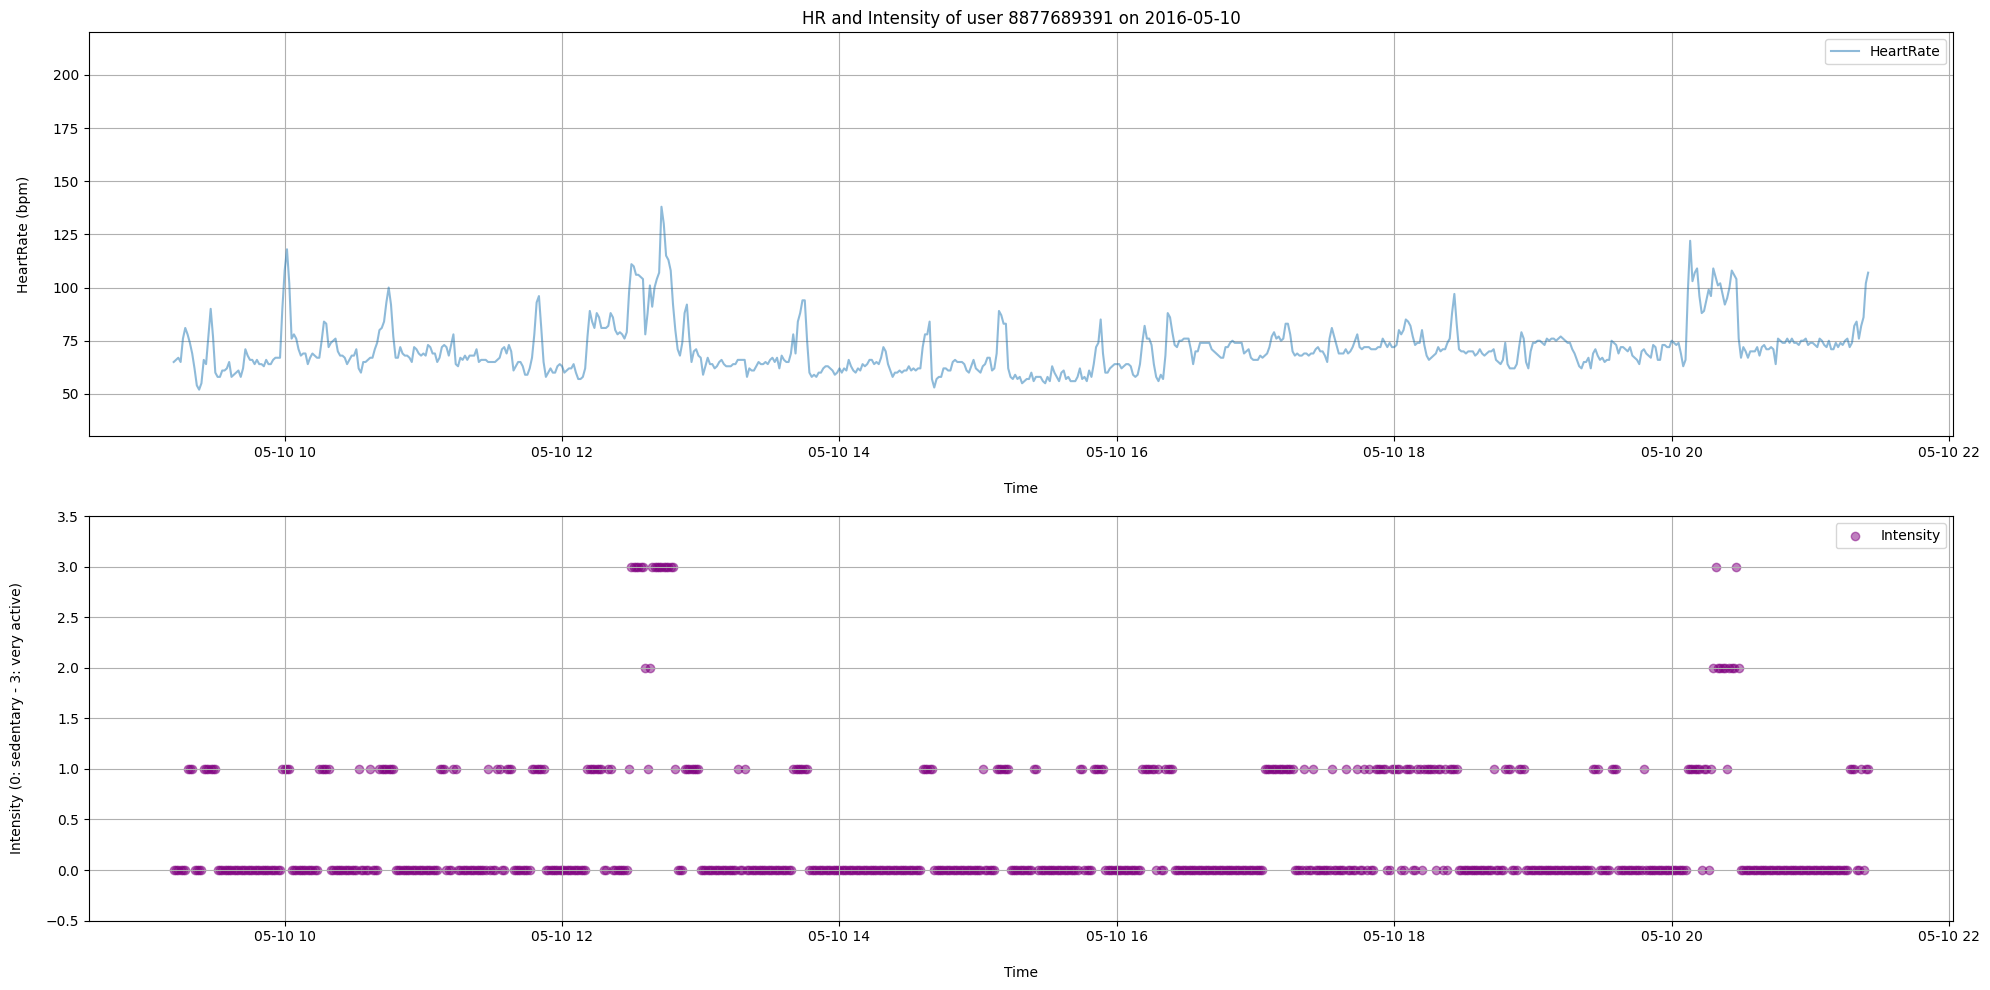 HR and Intensity of user 8877689391 on 2016-05-10
HeartRate
200
175
150
125
100
75
50
HeartRate (bpm)
05-10 10 05-10 12 05-10 14 05-10 16 05-10 18 05-10 20 05-10 22
Time
Intensity
3.5
3.0
2.5
2.0
1.5
1.0
0.5
0.0
−0.5
Intensity (0: sedentary - 3: very active)
05-10 10 05-10 12 05-10 14 05-10 16 05-10 18 05-10 20 05-10 22
Time